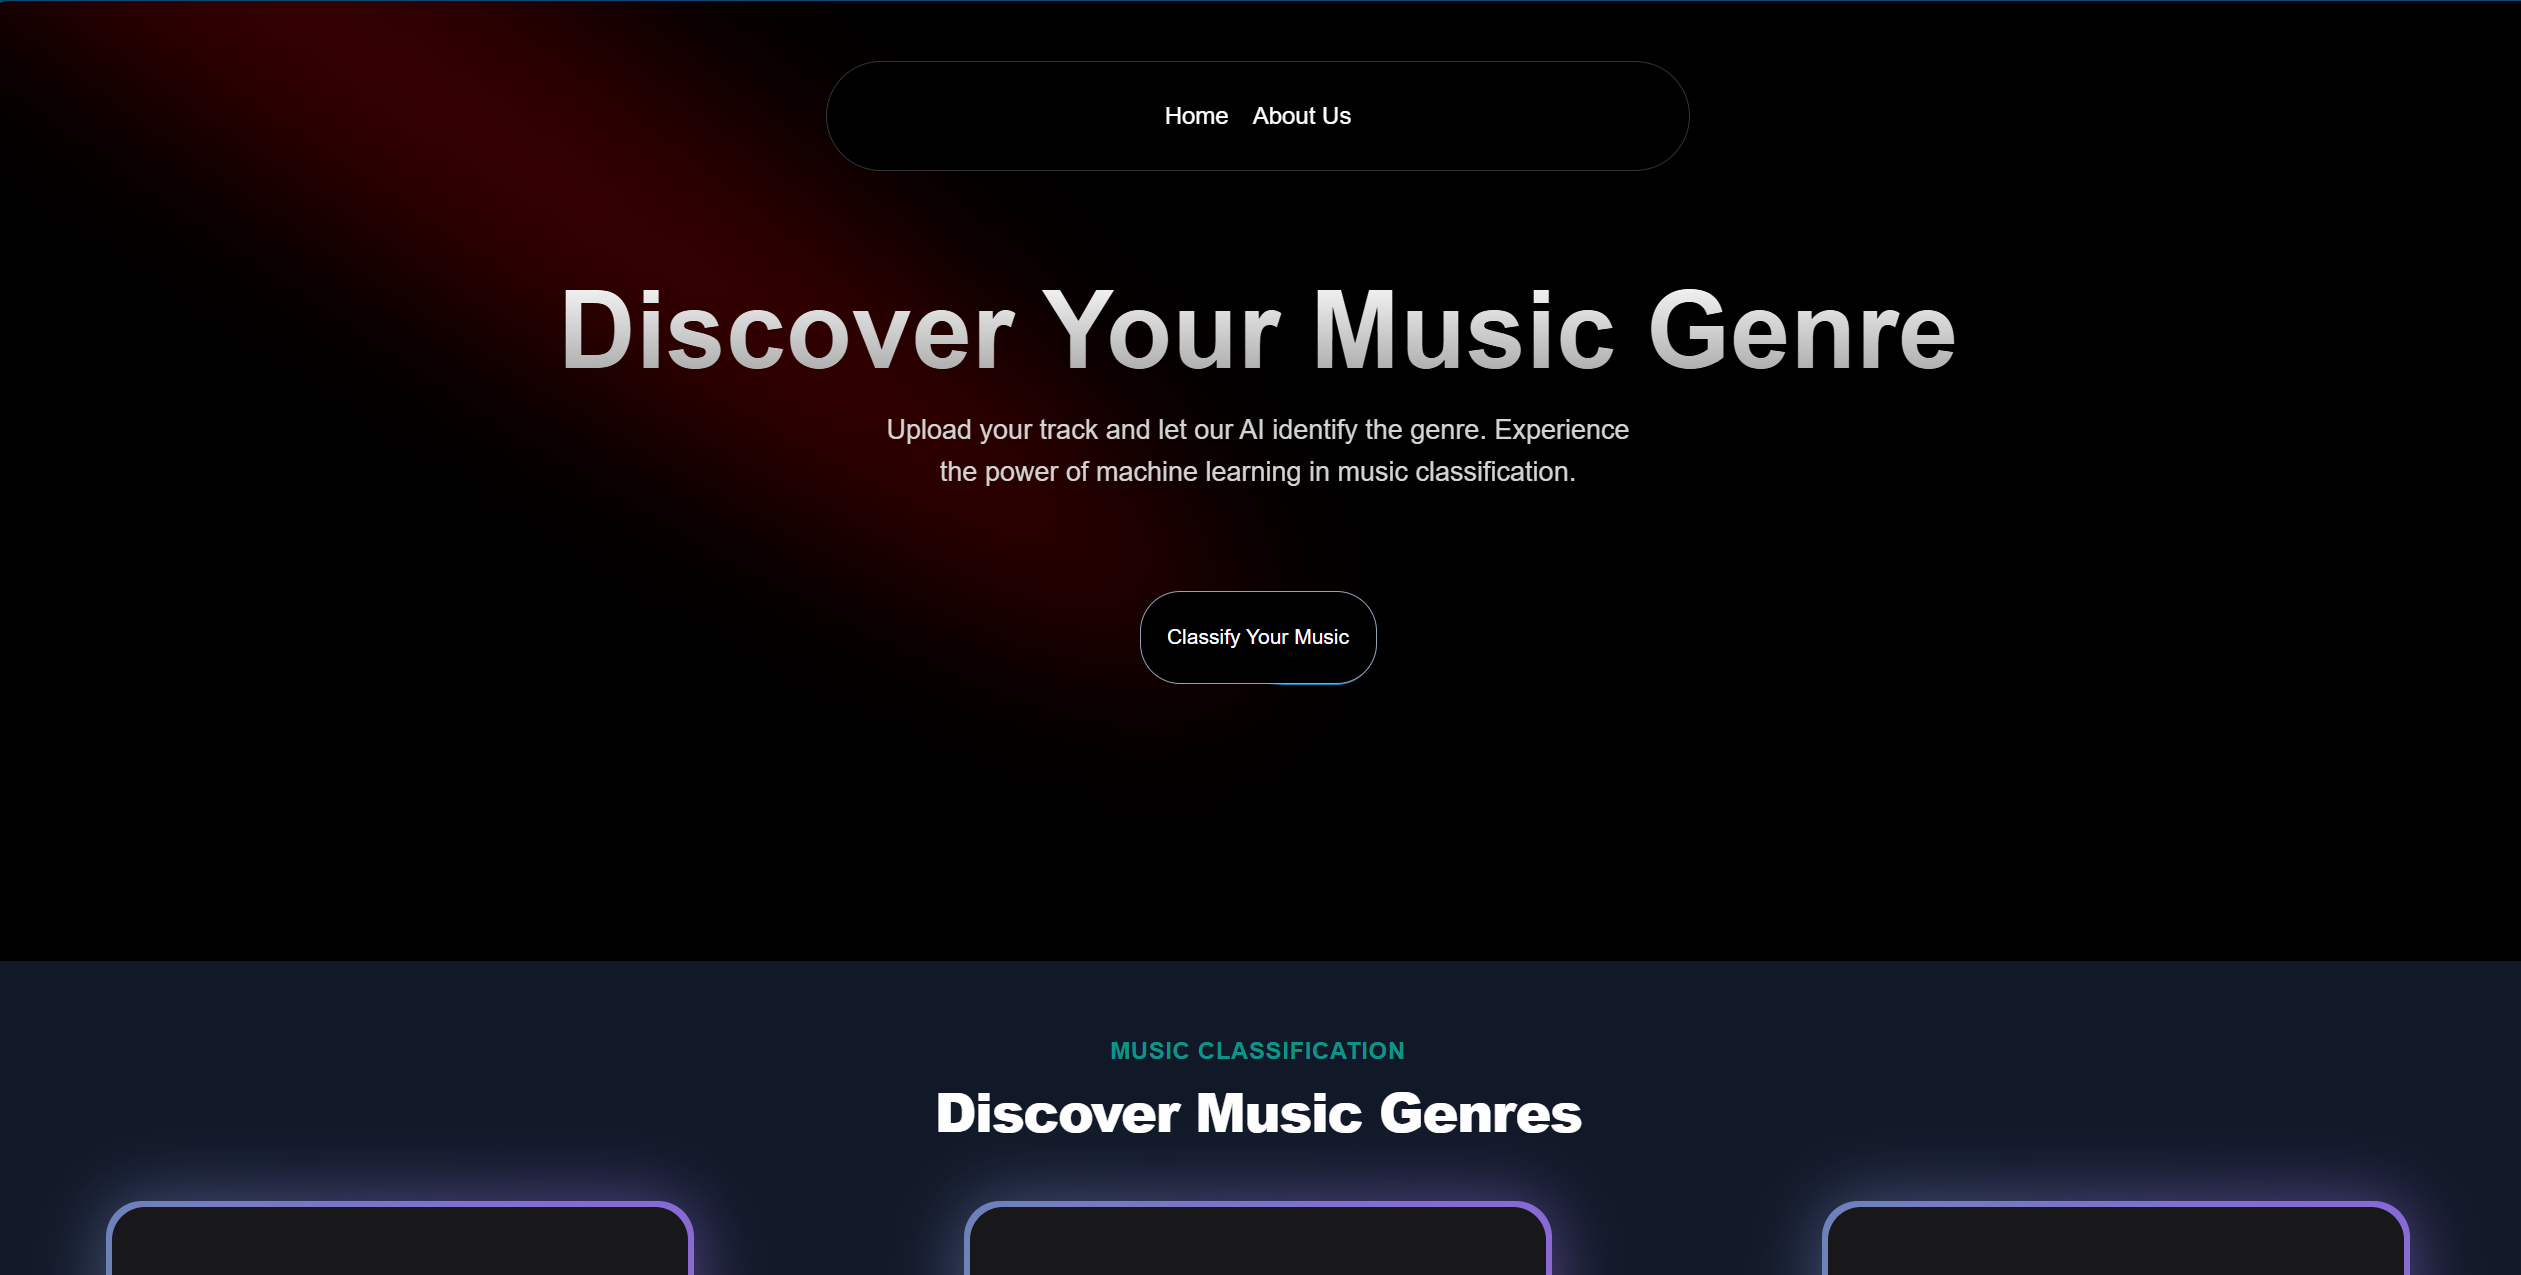 Home About Us
Discover Your Music Genre
Upload your track and let our AI identify the genre. Experience
the power of machine learning in music classification.
Classify Your Music
MUSIC CLASSIFICATION
Discover Music Genres